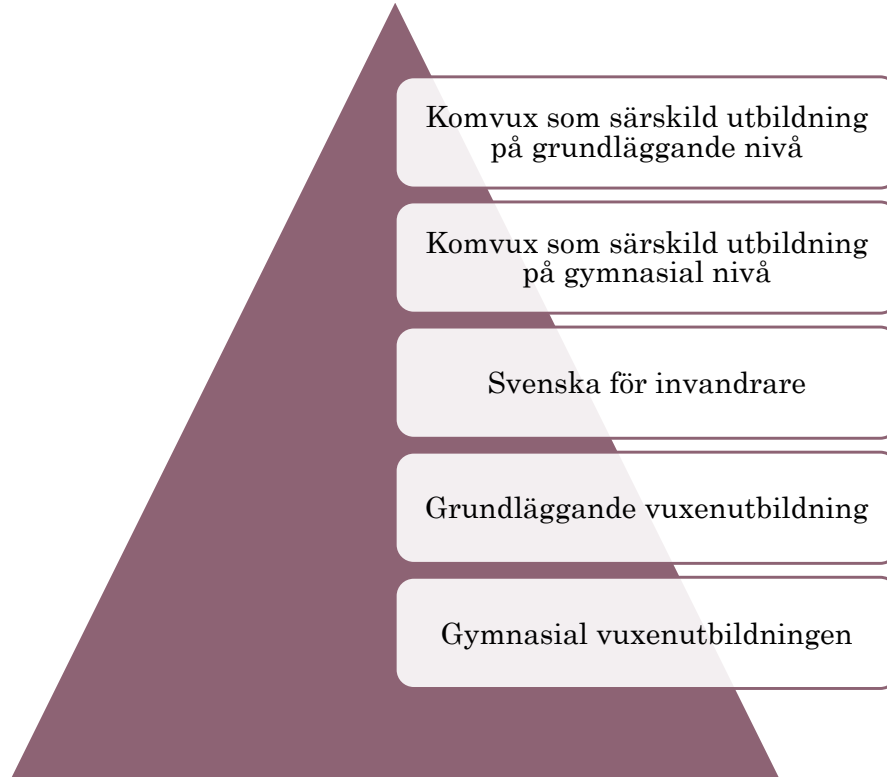 Komvux som särskild utbildning
på grundläggande nivå
Komvux som särskild utbildning
på gymnasial nivå
Svenska för invandrare
Grundläggande vuxenutbildning
Gymnasial vuxenutbildningen